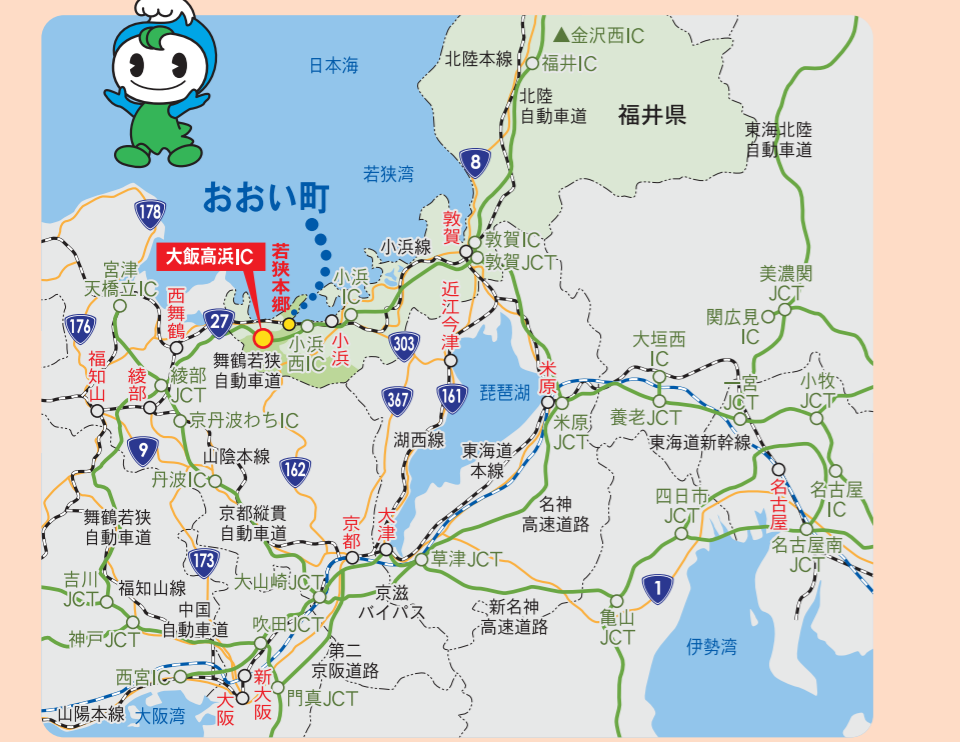 ▲金沢西IC
日本海
北陸本線
福井IC
北陸
自動車道
福井県
東海北陸
自動車道
8
若狭湾
おおい町
178
敦賀
大飯高浜IC
若狭本郷
小浜線
敦賀IC
敦賀JCT
宮津
天橋立IC
西舞鶴
小浜
IC
近江今津
美濃関
JCT
関広見
IC
176
27
小浜
西IC
小浜
303
大垣西
IC
福知山
綾部
綾部
JCT
舞鶴若狭
自動車道
米原
一宮
JCT
小牧
JCT
367
161
琵琶湖
京丹波わちIC
米原
JCT
養老JCT
9
山陰本線
湖西線
東海道
本線
東海道新幹線
162
丹波IC
名古屋
名古屋
IC
四日市
JCT
舞鶴若狭
自動車道
京都縦貫
自動車道
京都
大津
名神
高速道路
名古屋南
JCT
173
草津JCT
吉川
JCT
福知山線
大山崎JCT
京滋
バイパス
1
中国
自動車道
新名神
高速道路
亀山
JCT
神戸JCT
吹田JCT
伊勢湾
第二
京阪道路
西宮IC
新大阪
門真JCT
大阪
山陽本線
大阪湾